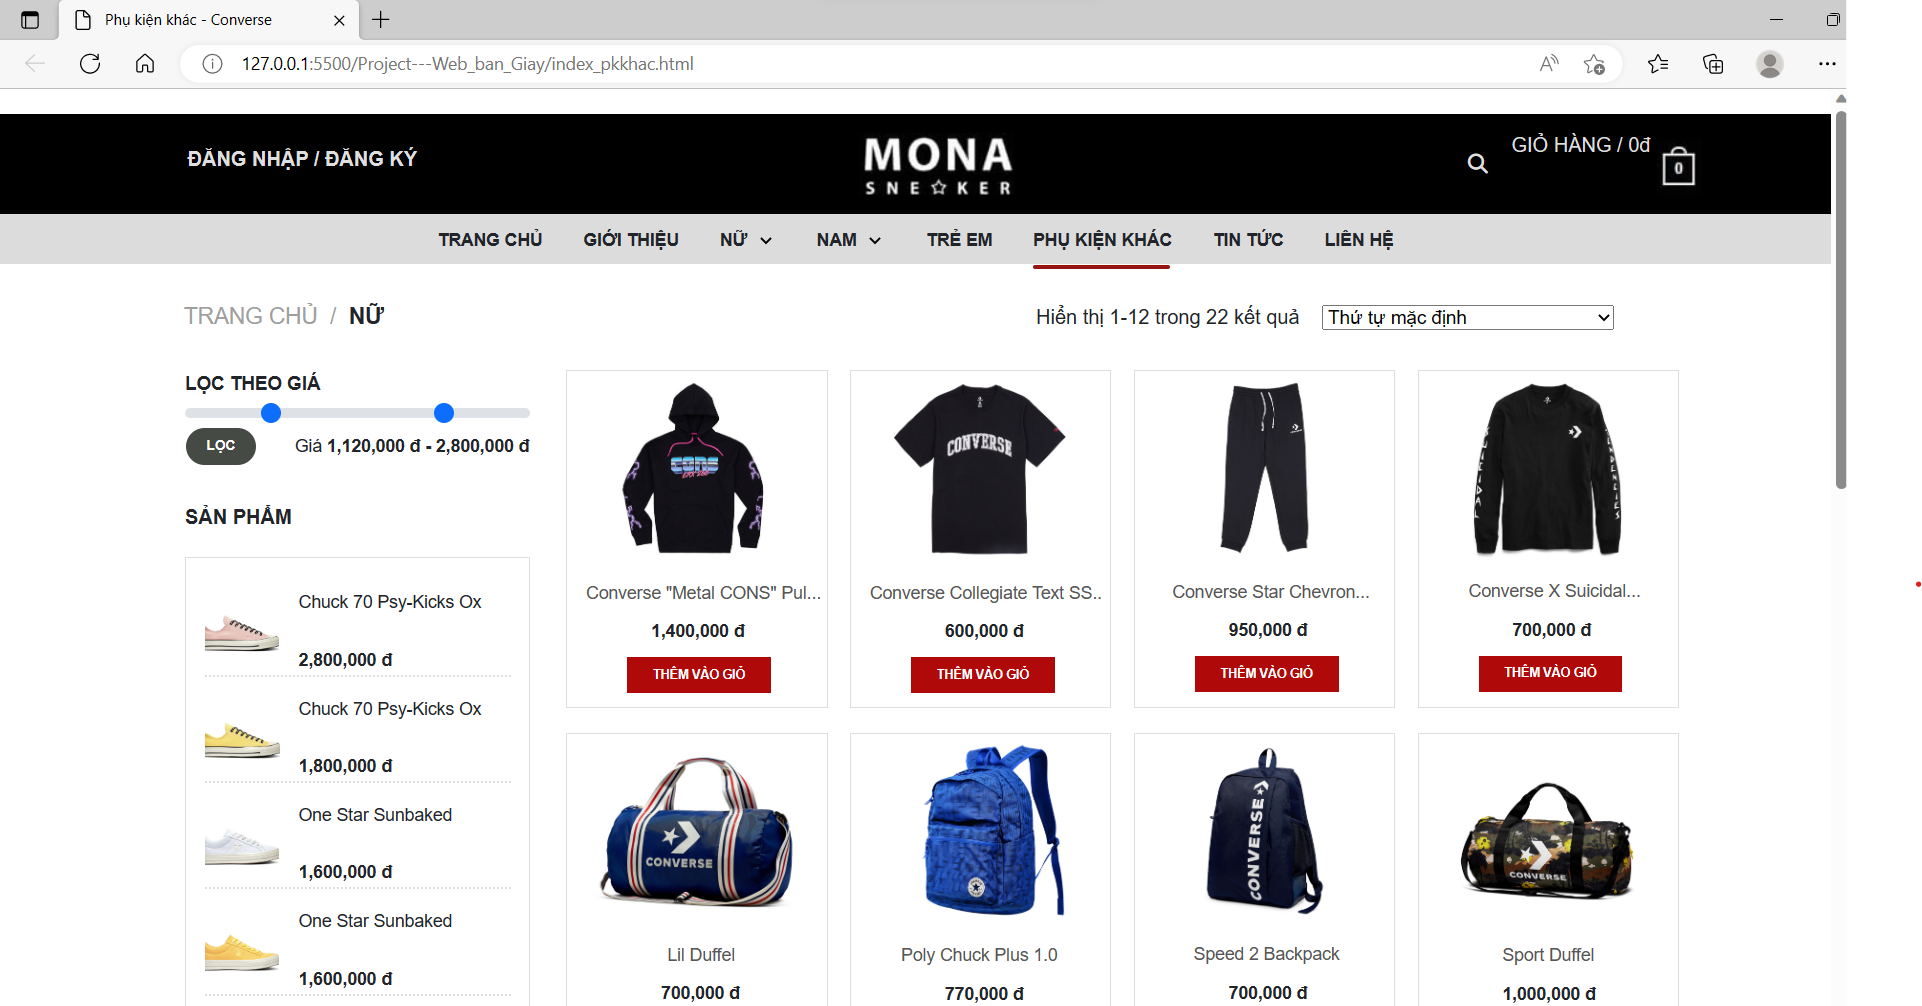 Phụ kiện khác - Converse
127.0.0.1:5500/Project---Web_ban_Giay/index_pkkhac.html
ĐĂNG NHẬP / ĐĂNG KÝ
MONA
SNE☆KER
GIỎ HÀNG / 0đ
0
TRANG CHỦ
GIỚI THIỆU
NỮ
NAM
TRẺ EM
PHỤ KIỆN KHÁC
TIN TỨC
LIÊN HỆ
TRANG CHỦ / NỮ
Hiển thị 1-12 trong 22 kết quả
Thứ tự mặc định
LỌC THEO GIÁ
LỌC
Giá 1,120,000 đ - 2,800,000 đ
SẢN PHẨM
Chuck 70 Psy-Kicks Ox
2,800,000 đ
Chuck 70 Psy-Kicks Ox
1,800,000 đ
One Star Sunbaked
1,600,000 đ
One Star Sunbaked
1,600,000 đ
CONS
Converse "Metal CONS" Pul...
1,400,000 đ
THÊM VÀO GIỎ
CONVERSE
Converse Collegiate Text SS..
600,000 đ
THÊM VÀO GIỎ
Converse Star Chevron...
950,000 đ
THÊM VÀO GIỎ
Converse X Suicidal...
700,000 đ
THÊM VÀO GIỎ
CONVERSE
Lil Duffel
700,000 đ
Poly Chuck Plus 1.0
770,000 đ
CONVERSE
Speed 2 Backpack
700,000 đ
CONVERSE
Sport Duffel
1,000,000 đ